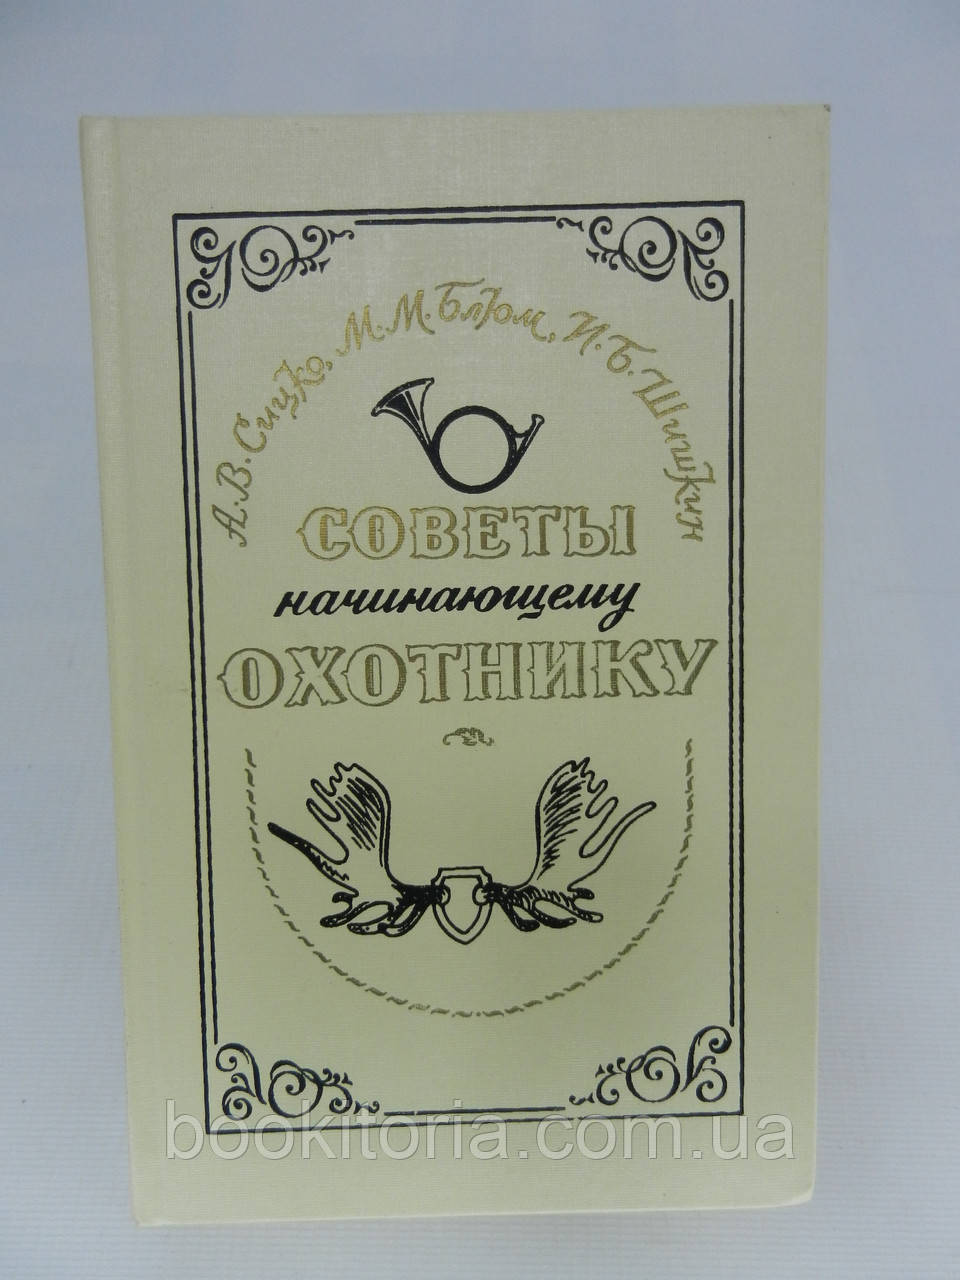 А. В. Сицко, М. М. Блюм, И. Б. Шишкин
СОВЕТЫ
начинающему
ОХОТНИКУ
bookitoria.com.ua